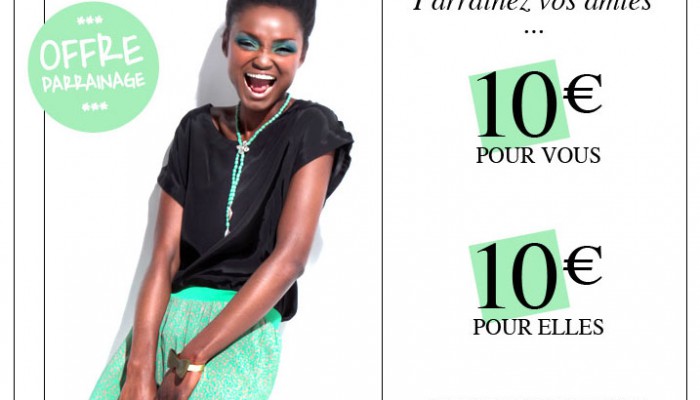 OFFRE
PARRAINAGE
Parrainez vos amies
...
10€
POUR VOUS
10€
POUR ELLES